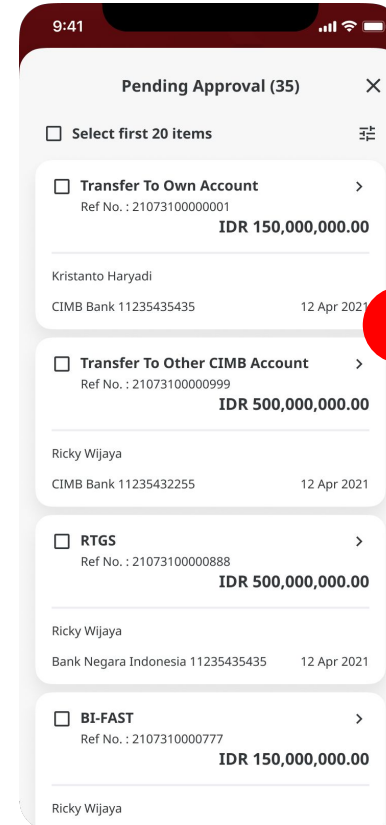 9:41
Pending Approval (35)
Select first 20 items
Transfer To Own Account
Ref No. : 21073100000001
IDR 150,000,000.00
Kristanto Haryadi
CIMB Bank 11235435435 12 Apr 2021
Transfer To Other CIMB Account
Ref No. : 21073100000999
IDR 500,000,000.00
Ricky Wijaya
CIMB Bank 11235432255 12 Apr 2021
RTGS
Ref No. : 21073100000888
IDR 500,000,000.00
Ricky Wijaya
Bank Negara Indonesia 11235435435 12 Apr 2021
BI-FAST
Ref No. : 2107310000777
IDR 150,000,000.00
Ricky Wijaya